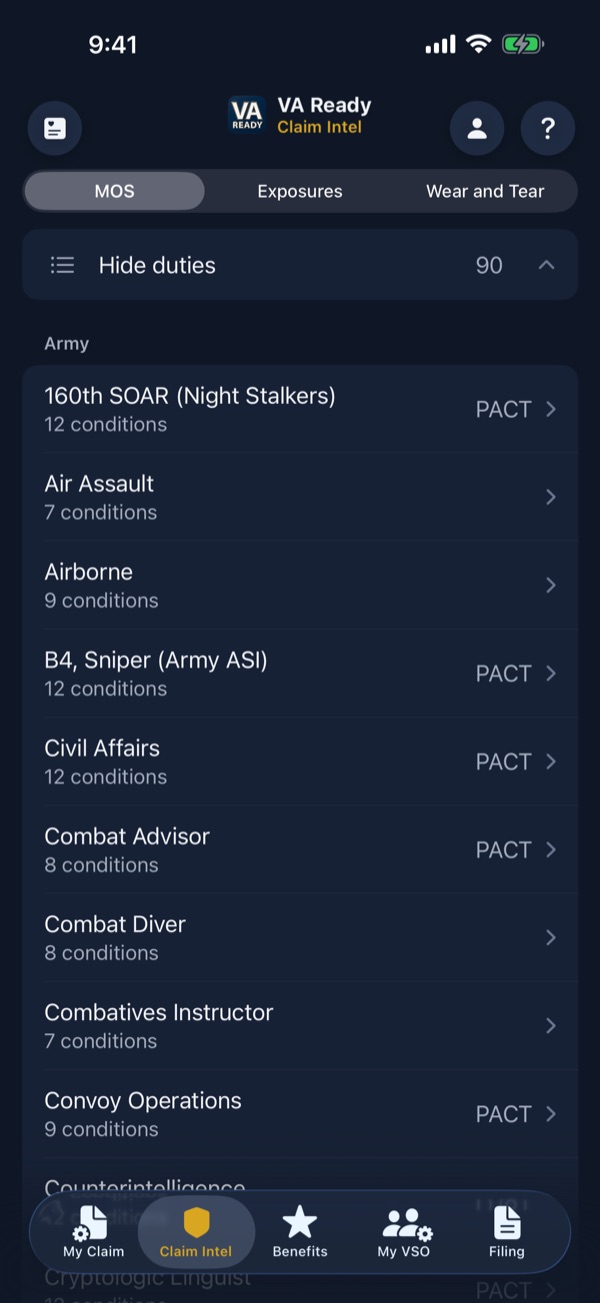 9:41
VA READY
VA Ready
Claim Intel
?
MOS
Exposures
Wear and Tear
Hide duties
90
Army
160th SOAR (Night Stalkers)
12 conditions
PACT
Air Assault
7 conditions
Airborne
9 conditions
B4, Sniper (Army ASI)
12 conditions
PACT
Civil Affairs
12 conditions
PACT
Combat Advisor
8 conditions
PACT
Combat Diver
8 conditions
Combatives Instructor
7 conditions
Convoy Operations
9 conditions
PACT
Counterintelligence
My Claim
Claim Intel
Benefits
My VSO
Filing
Cryptologic Linguist
PACT